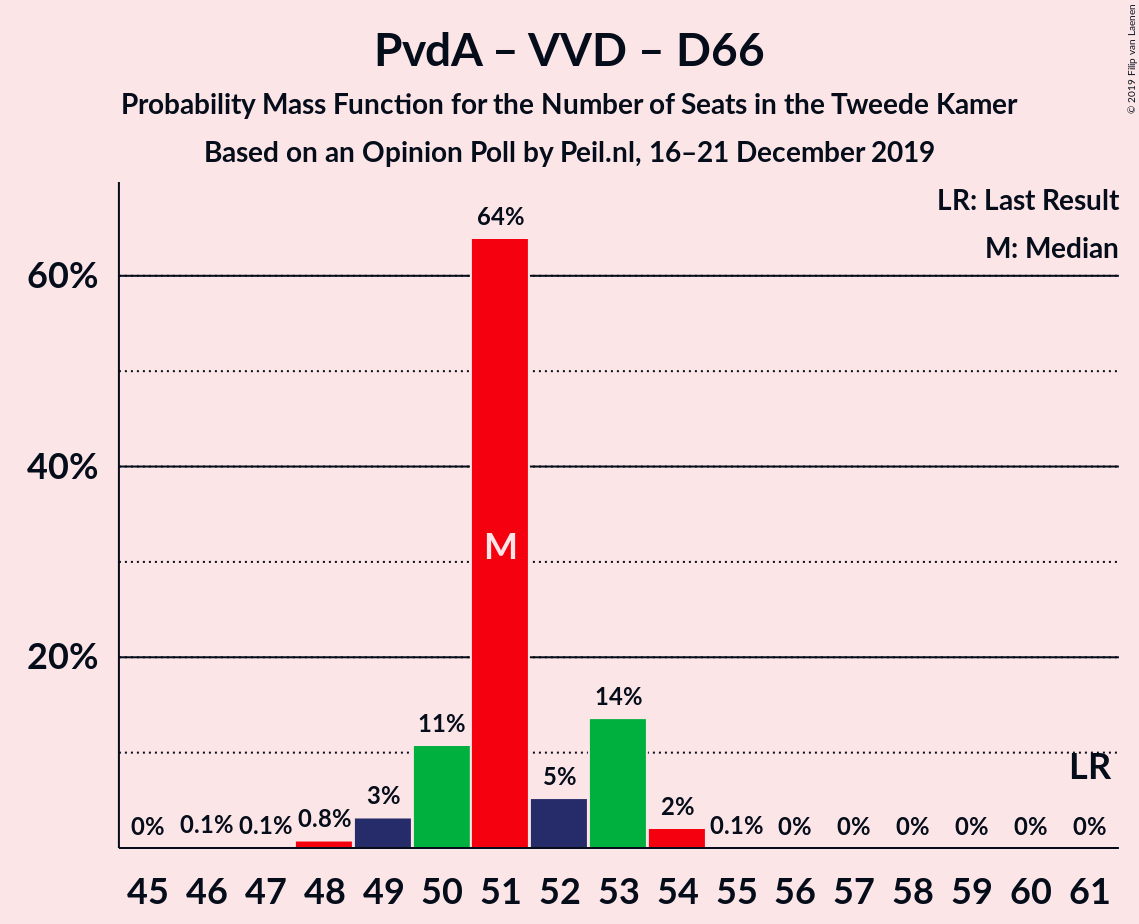 PvdA – VVD – D66
Probability Mass Function for the Number of Seats in the Tweede Kamer
Based on an Opinion Poll by Peil.nl, 16–21 December 2019
© 2019 Filip van Laenen
LR: Last Result
M: Median
60%
40%
20%
0% 0.1% 0.1% 0.8% 3% 11% 64% 5% 14% 2% 0.1% 0% 0% 0% 0% 0% 0%
M
LR
45 46 47 48 49 50 51 52 53 54 55 56 57 58 59 60 61